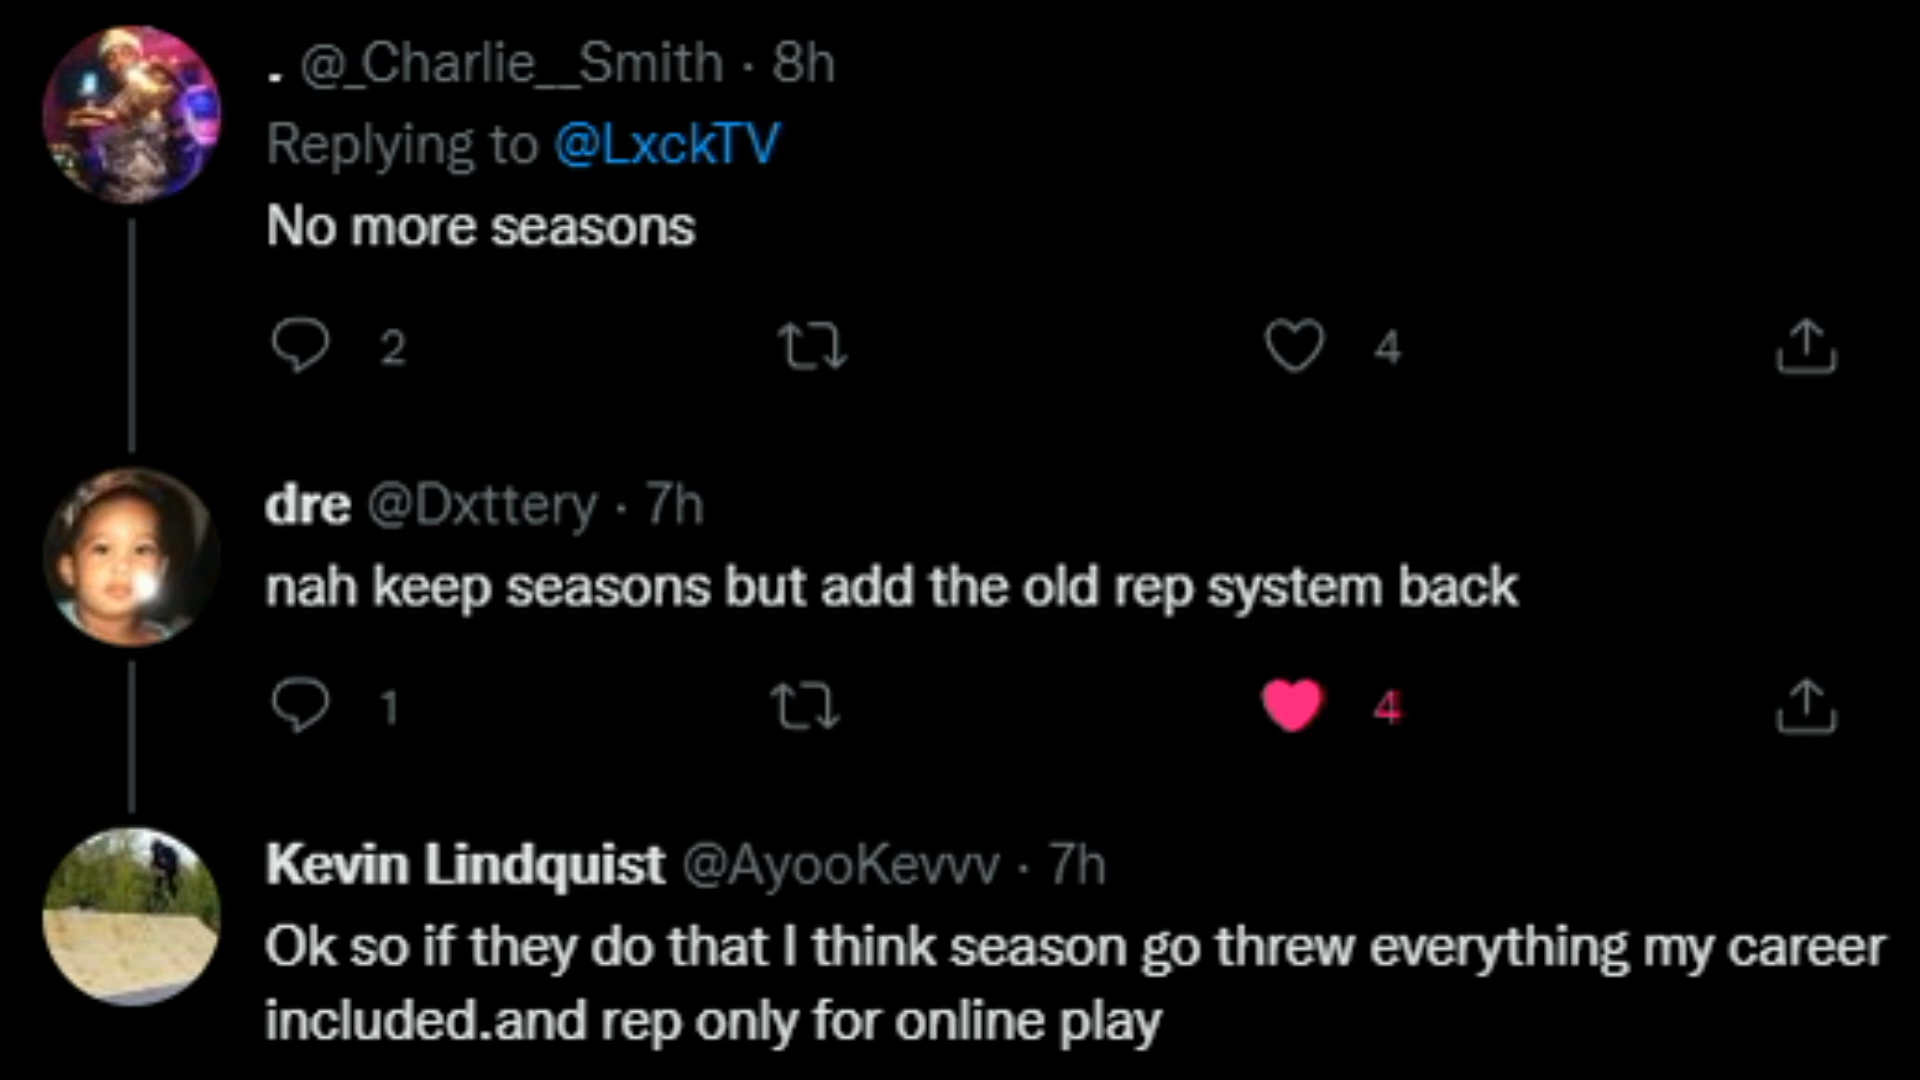 . @_Charlie__Smith · 8h
Replying to @LxckTV
No more seasons
2 4
dre @Dxttery · 7h
nah keep seasons but add the old rep system back
1 4
Kevin Lindquist @AyooKevvv · 7h
Ok so if they do that I think season go threw everything my career
included.and rep only for online play